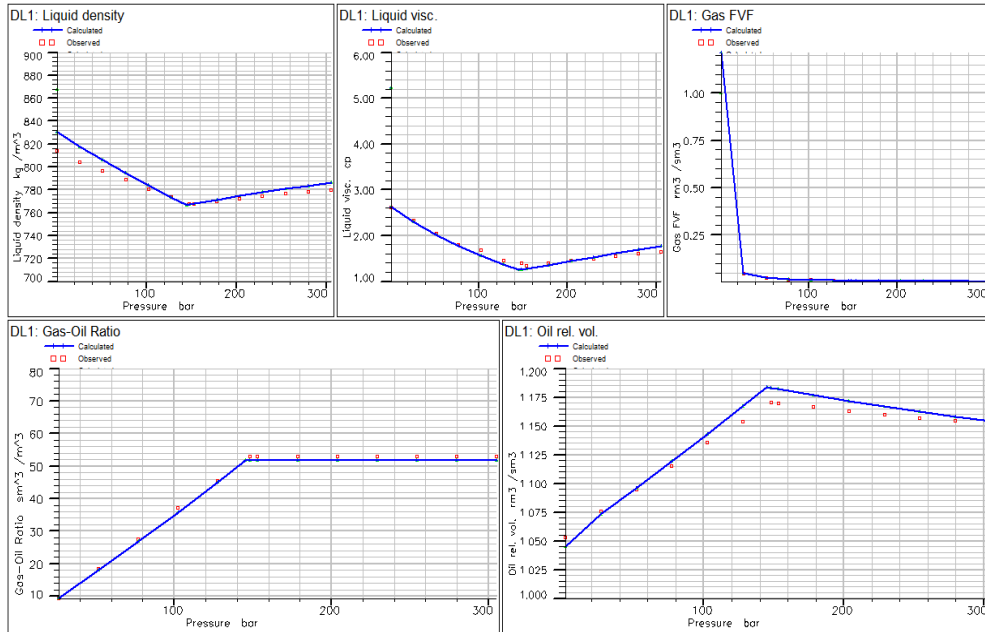 DL1: Liquid density
Calculated
Observed
900
880
860
840
820
800
780
760
740
720
700
Liquid density kg /m^3
100
200
300
Pressure bar
DL1: Liquid visc.
Calculated
Observed
6.00
5.00
4.00
3.00
2.00
1.00
Liquid visc. cp
100
200
300
Pressure bar
DL1: Gas FVF
Calculated
Observed
1.00
0.75
0.50
0.25
Gas FVF rm3 /sm3
100
200
300
Pressure bar
DL1: Gas-Oil Ratio
Calculated
Observed
80
70
60
50
40
30
20
10
Gas-Oil Ratio sm^3 /m^3
100
200
300
Pressure bar
DL1: Oil rel. vol.
Calculated
Observed
1.200
1.175
1.150
1.125
1.100
1.075
1.050
1.025
1.000
Oil rel. vol. rm3 /sm3
100
200
300
Pressure bar